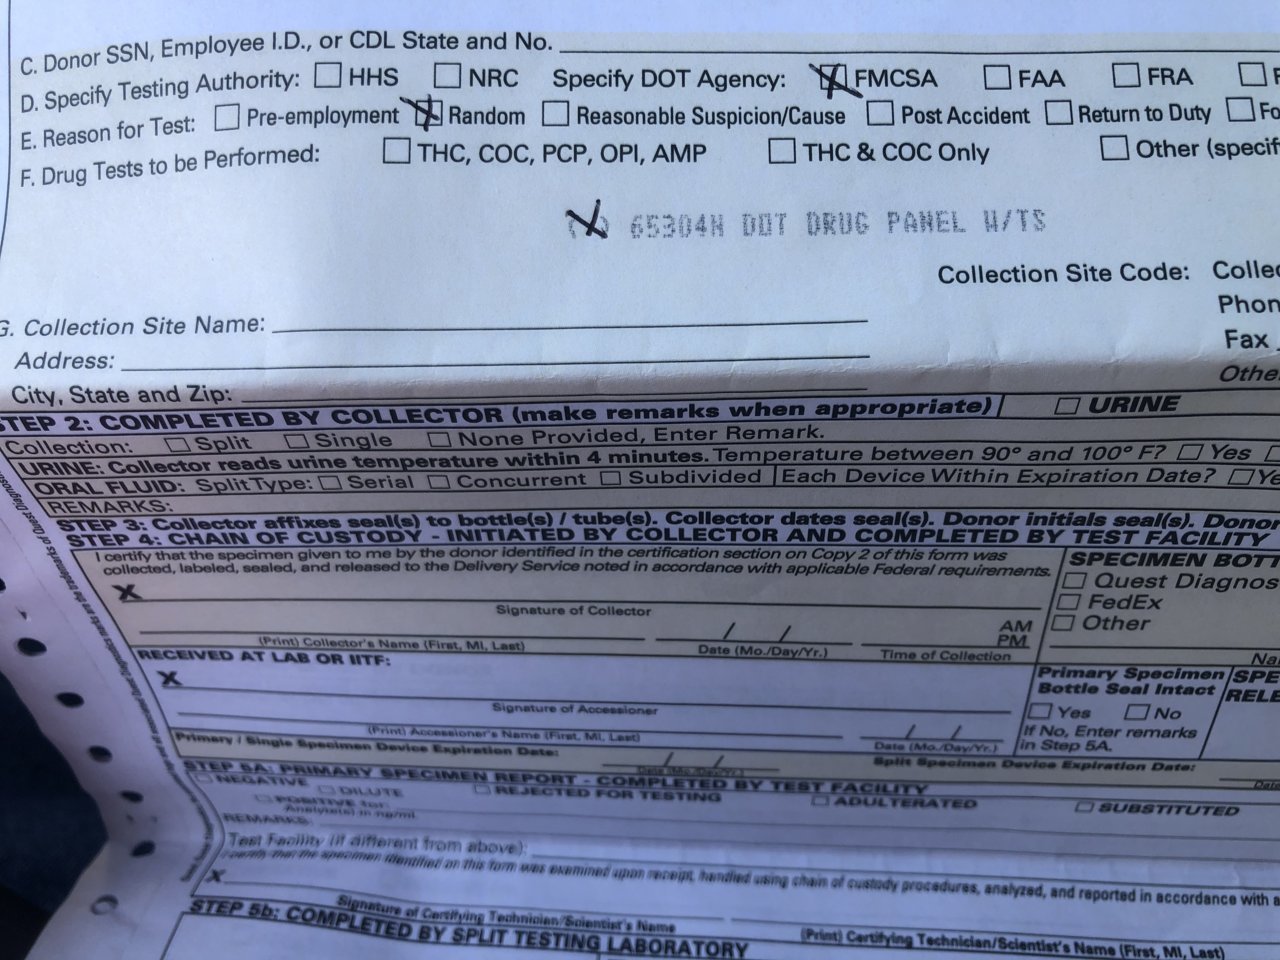 C. Donor SSN, Employee I.D., or CDL State and No.
D. Specify Testing Authority: HHS NRC Specify DOT Agency: X FMCSA FAA FRA
E. Reason for Test: Pre-employment X Random Reasonable Suspicion/Cause Post Accident Return to Duty Fo
F. Drug Tests to be Performed: THC, COC, PCP, OPI, AMP THC & COC Only Other (specif
(X) 65304N DOT DRUG PANEL W/TS
Collection Site Code: Collec
G. Collection Site Name: Phon
Address: Fax
City, State and Zip: Othe
STEP 2: COMPLETED BY COLLECTOR (make remarks when appropriate) URINE
Collection: Split Single None Provided, Enter Remark.
URINE: Collector reads urine temperature within 4 minutes. Temperature between 90° and 100° F? Yes
ORAL FLUID: Split Type: Serial Concurrent Subdivided Each Device Within Expiration Date? Ye
REMARKS:
STEP 3: Collector affixes seal(s) to bottle(s) / tube(s). Collector dates seal(s). Donor initials seal(s). Donor
STEP 4: CHAIN OF CUSTODY - INITIATED BY COLLECTOR AND COMPLETED BY TEST FACILITY
I certify that the specimen given to me by the donor identified in the certification section on Copy 2 of this form was
collected, labeled, sealed, and released to the Delivery Service noted in accordance with applicable Federal requirements.
SPECIMEN BOTT
Quest Diagnos
FedEx
Other
X
Signature of Collector
/ / AM
PM
(Print) Collector's Name (First, MI, Last) Date (Mo./Day/Yr.) Time of Collection
Na
RECEIVED AT LAB OR IITF:
X
Signature of Accessioner
Primary Specimen
Bottle Seal Intact
Yes No
If No, Enter remarks
in Step 5A.
SPE
RELE
(Print) Accessioner's Name (First, MI, Last) / / Date (Mo./Day/Yr.)
Primary / Single Specimen Device Expiration Date: / / Date (Mo./Day/Yr.) Split Specimen Device Expiration Date: Date
STEP 5A: PRIMARY SPECIMEN REPORT - COMPLETED BY TEST FACILITY
NEGATIVE DILUTE REJECTED FOR TESTING ADULTERATED SUBSTITUTED
POSITIVE for:
Analyte(s) in ng/mL
REMARKS:
Test Facility (if different from above):
I certify that the specimen identified on this form was examined upon receipt, handled using chain of custody procedures, analyzed, and reported in accordance with a
X
Signature of Certifying Technician/Scientist's Name (Print) Certifying Technician/Scientist's Name (First, MI, Last)
STEP 5b: COMPLETED BY SPLIT TESTING LABORATORY